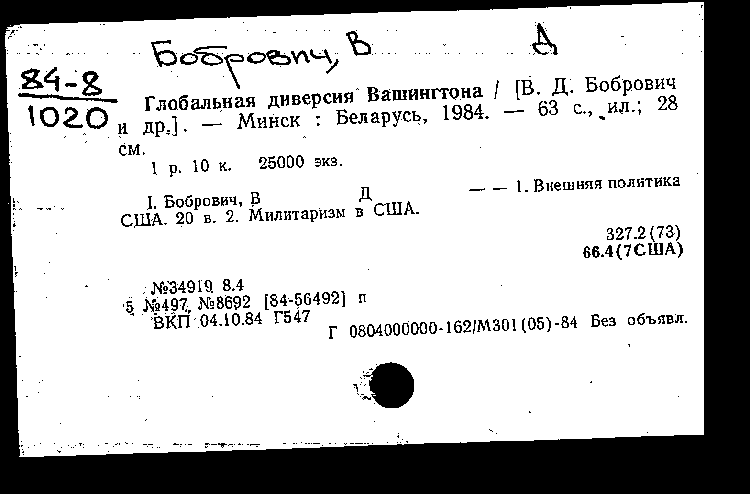 Бобрович, В Д
84-8
1020
Глобальная диверсия Вашингтона / [В. Д. Бобрович
и др.]. — Минск : Беларусь, 1984. — 63 с., ил.; 28
см.
1 р. 10 к. 25000 экз.
I. Бобрович, В Д — — 1. Внешняя политика
США. 20 в. 2. Милитаризм в США.
327.2(73)
66.4(7США)
№34919 8.4
5 №497, №8692 [84-56492] п
ВКП 04.10.84 Г547
Г 0804000000-162/М301(05)-84 Без объявл.